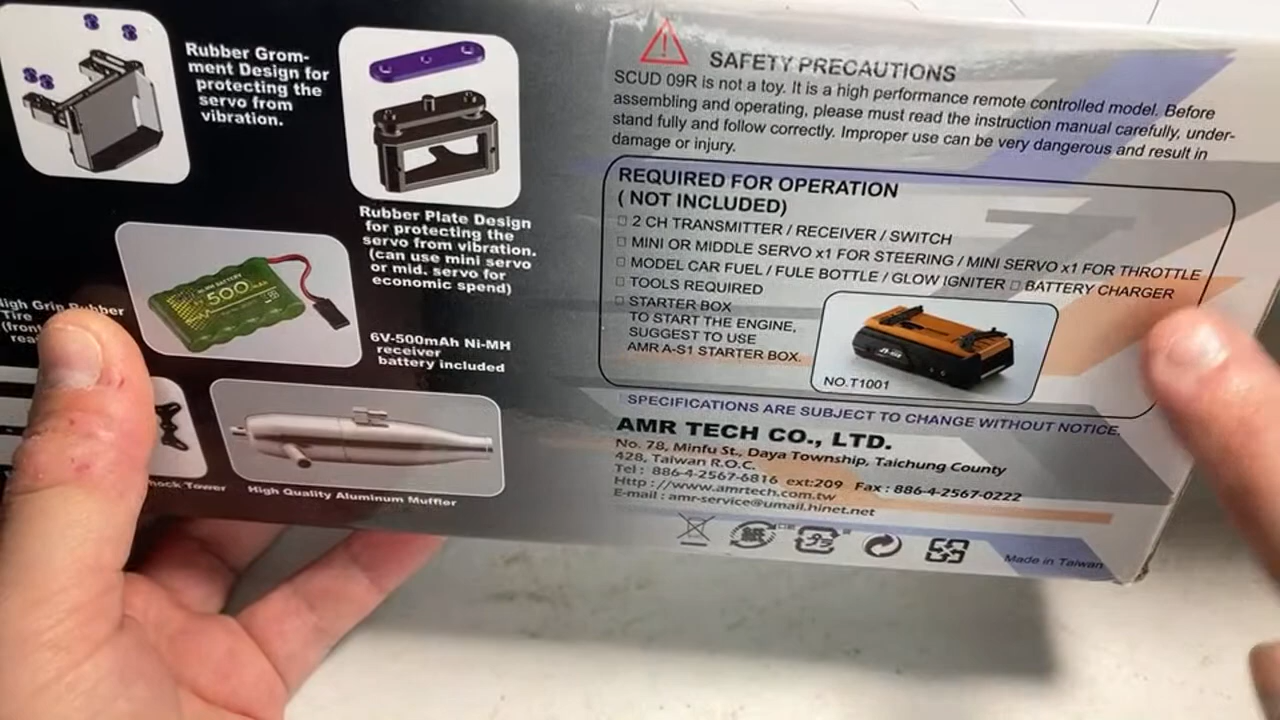 Rubber Grom-
ment Design for
protecting the
servo from
vibration.
Rubber Plate Design
for protecting the
servo from vibration.
(can use mini servo
or mid. servo for
economic spend)
500
6V-500mAh Ni-MH
receiver
battery included
High Grip Rubber
Tire
(front
rea
hock Tower
High Quality Aluminum Muffler
SAFETY PRECAUTIONS
SCUD 09R is not a toy. It is a high performance remote controlled model. Before
assembling and operating, please must read the instruction manual carefully, under-
stand fully and follow correctly. Improper use can be very dangerous and result in
damage or injury.
REQUIRED FOR OPERATION
( NOT INCLUDED)
□ 2 CH TRANSMITTER / RECEIVER / SWITCH
□ MINI OR MIDDLE SERVO x1 FOR STEERING / MINI SERVO x1 FOR THROTTLE
□ MODEL CAR FUEL / FULE BOTTLE / GLOW IGNITER □ BATTERY CHARGER
□ TOOLS REQUIRED
□ STARTER BOX
TO START THE ENGINE,
SUGGEST TO USE
AMR A-S1 STARTER BOX.
NO.T1001
SPECIFICATIONS ARE SUBJECT TO CHANGE WITHOUT NOTICE.
AMR TECH CO., LTD.
No. 78, Minfu St., Daya Township, Taichung County
428, Taiwan R.O.C.
Tel : 886-4-2567-6816 ext:209 Fax : 886-4-2567-0222
Http : //www.amrtech.com.tw
E-mail : amr-service@umail.hinet.net
紙
プラ
Made in Taiwan